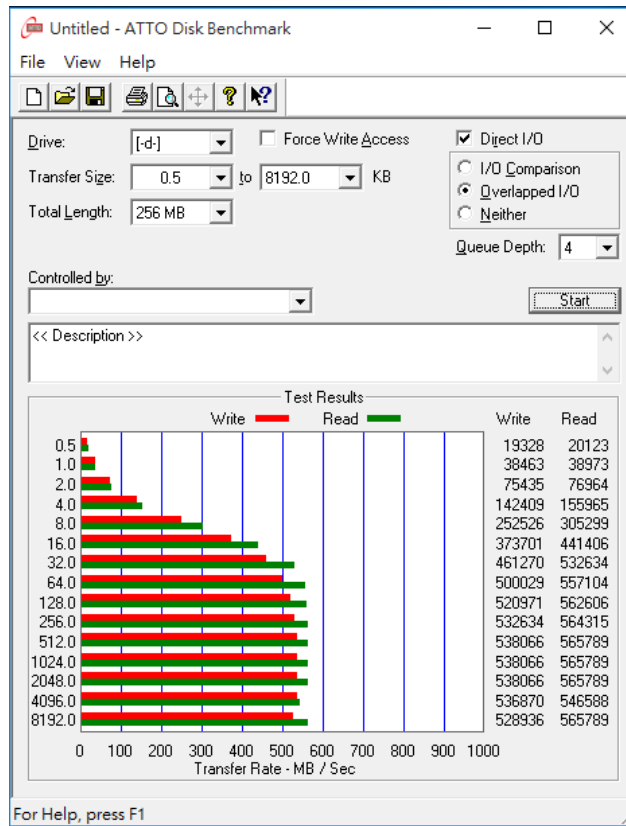 Untitled - ATTO Disk Benchmark
File View Help
Drive: [-d-] Force Write Access Direct I/O
Transfer Size: 0.5 to 8192.0 KB I/O Comparison
Overlapped I/O
Total Length: 256 MB Neither
Queue Depth: 4
Controlled by:
Start
<< Description >>
Test Results
Write Read Write Read
0.5 19328 20123
1.0 38463 38973
2.0 75435 76964
4.0 142409 155965
8.0 252526 305299
16.0 373701 441406
32.0 461270 532634
64.0 500029 557104
128.0 520971 562606
256.0 532634 564315
512.0 538066 565789
1024.0 538066 565789
2048.0 538066 565789
4096.0 536870 546588
8192.0 528936 565789
0 100 200 300 400 500 600 700 800 900 1000
Transfer Rate - MB / Sec
For Help, press F1